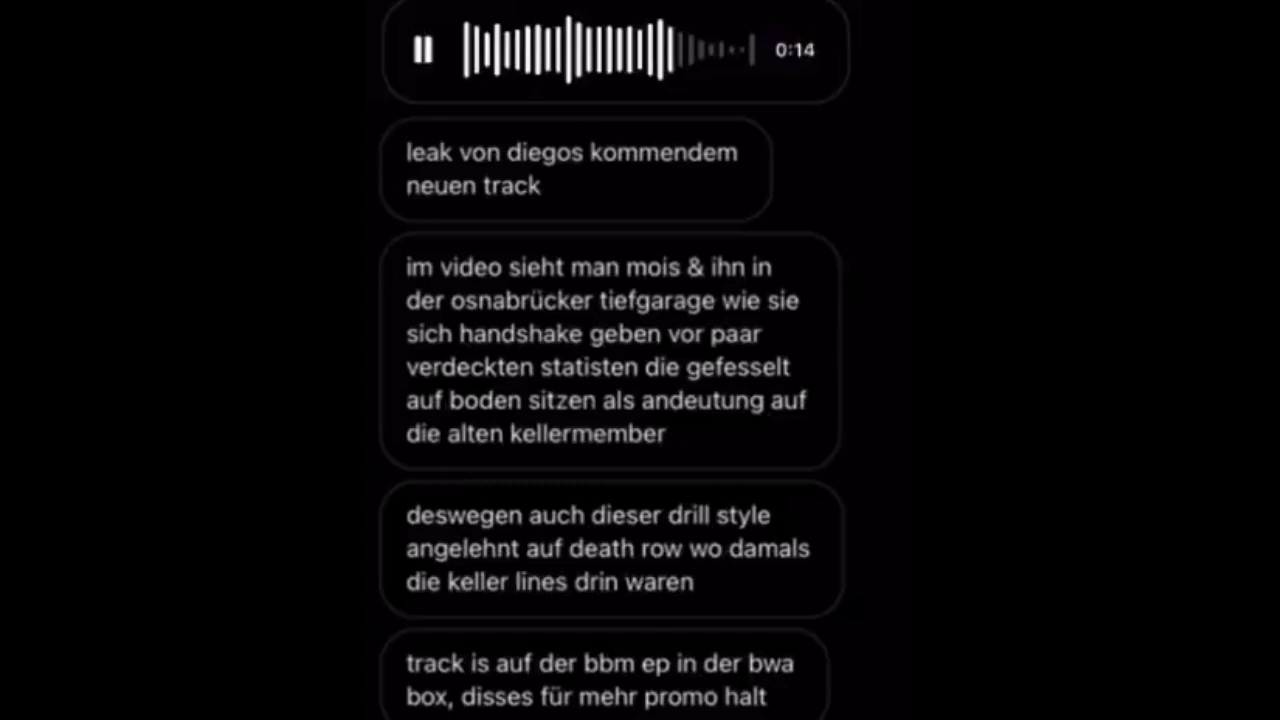 0:14
leak von diegos kommendem
neuen track
im video sieht man mois & ihn in
der osnabrücker tiefgarage wie sie
sich handshake geben vor paar
verdeckten statisten die gefesselt
auf boden sitzen als andeutung auf
die alten kellermember
deswegen auch dieser drill style
angelehnt auf death row wo damals
die keller lines drin waren
track is auf der bbm ep in der bwa
box, disses für mehr promo halt